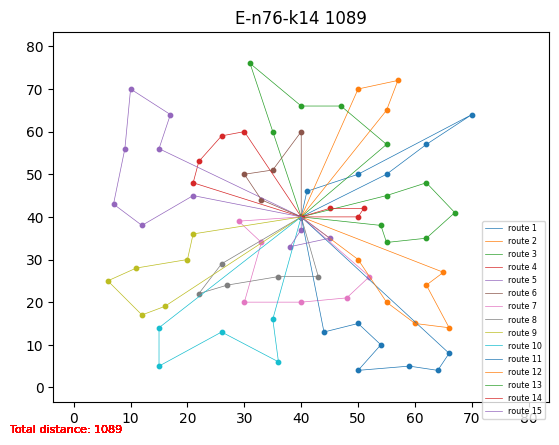 E-n76-k14 1089
80
70
60
50
40
30
20
10
0
0 10 20 30 40 50 60 70 80
route 1
route 2
route 3
route 4
route 5
route 6
route 7
route 8
route 9
route 10
route 11
route 12
route 13
route 14
route 15
Total distance: 1089